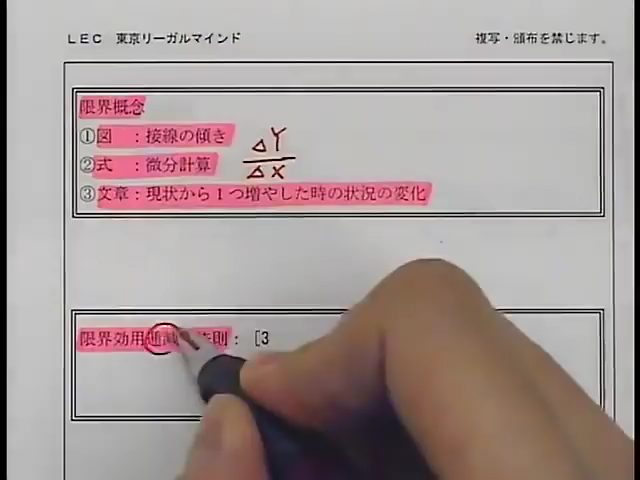 LEC 東京リーガルマインド 複写・頒布を禁じます。
限界概念
①図 ：接線の傾き
②式 ：微分計算
△Y
△X
③文章：現状から１つ増やした時の状況の変化
限界効用逓減 法則： [3